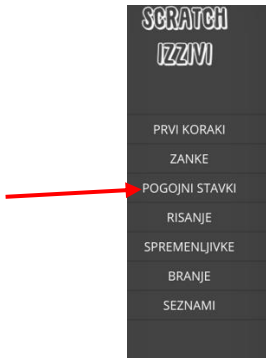 SCRATCH
IZZIVI
PRVI KORAKI
ZANKE
POGOJNI STAVKI
RISANJE
SPREMENLJIVKE
BRANJE
SEZNAMI